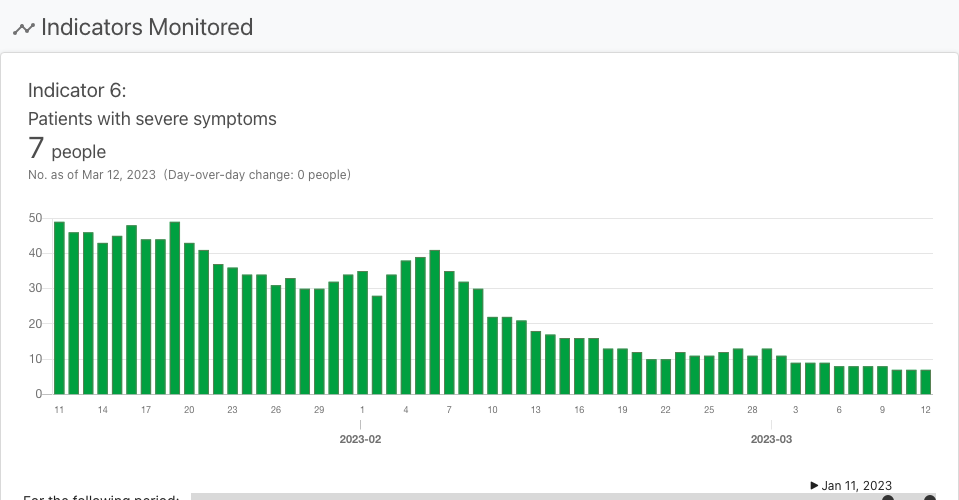 Indicators Monitored
Indicator 6:
Patients with severe symptoms
7 people
No. as of Mar 12, 2023 (Day-over-day change: 0 people)
50
40
30
20
10
0
11 14 17 20 23 26 29 1 4 7 10 13 16 19 22 25 28 3 6 9 12
2023-02 2023-03
Jan 11, 2023
For the following period: